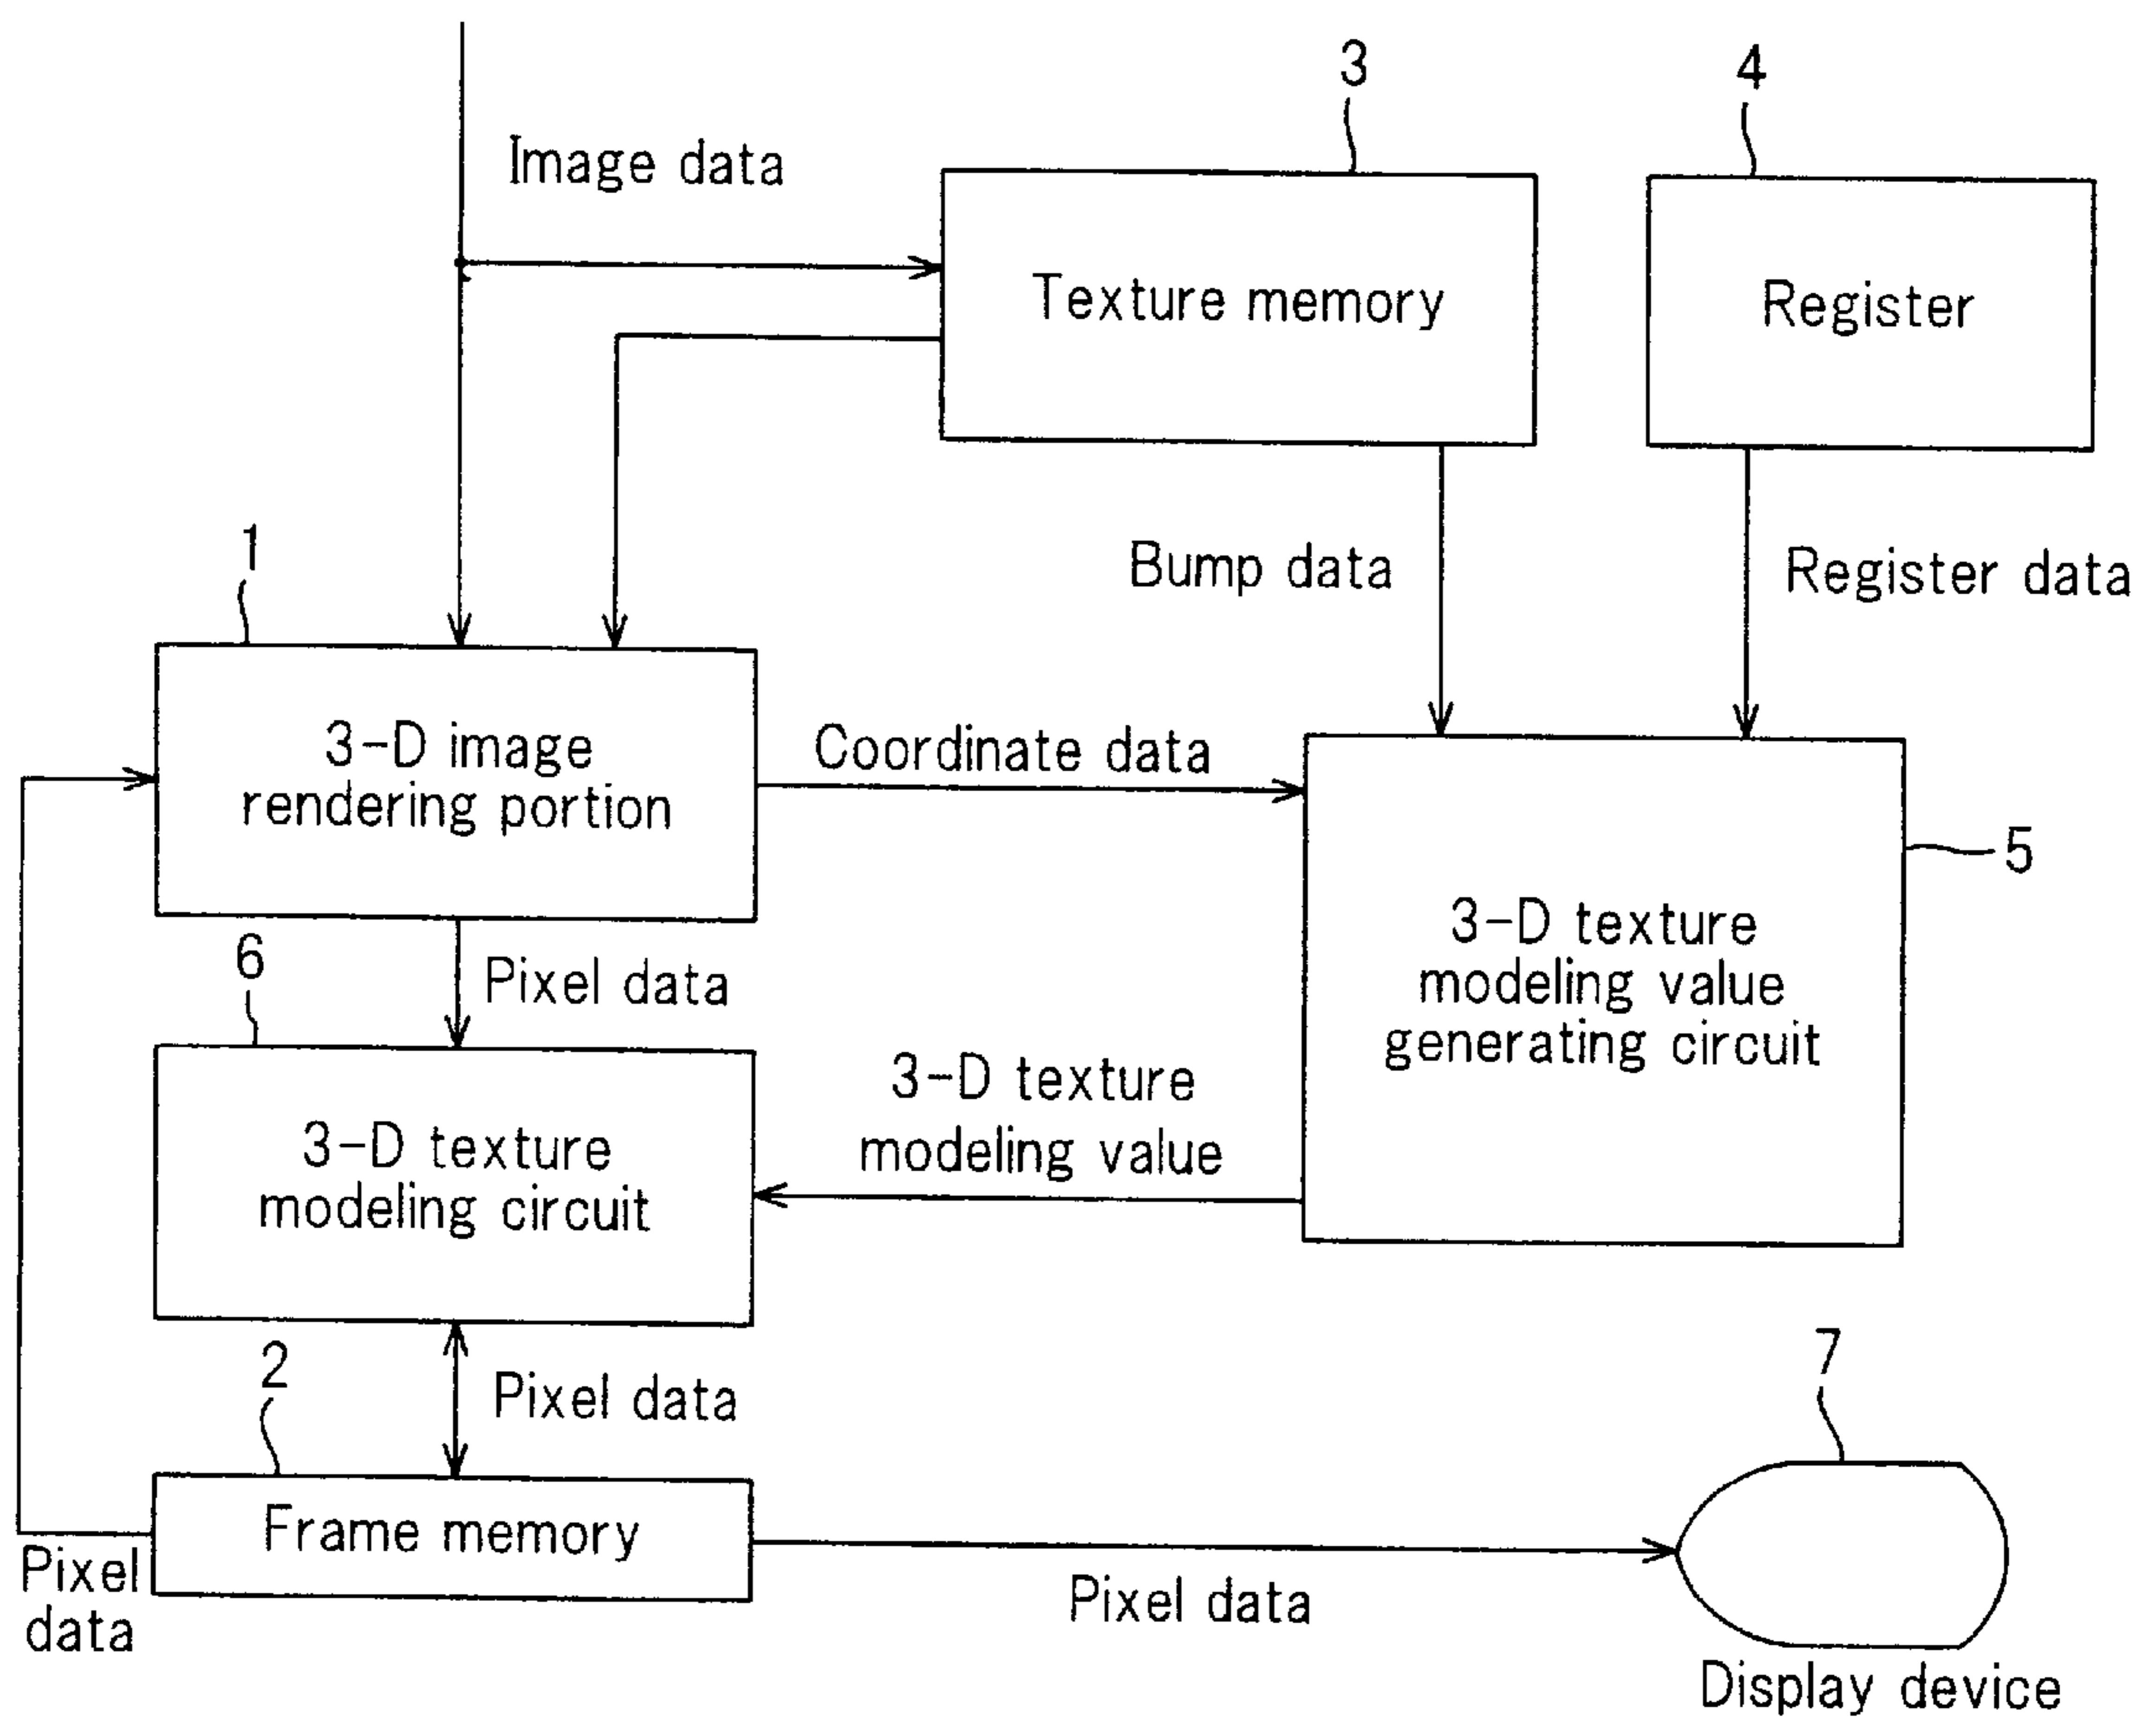 3
4
Image data
Texture memory
Register
1
Bump data
Register data
3-D image
rendering portion
Coordinate data
5
3-D texture
modeling value
generating circuit
6
Pixel data
3-D texture
modeling value
3-D texture
modeling circuit
2
Pixel data
7
Frame memory
Pixel
data
Pixel data
Display device